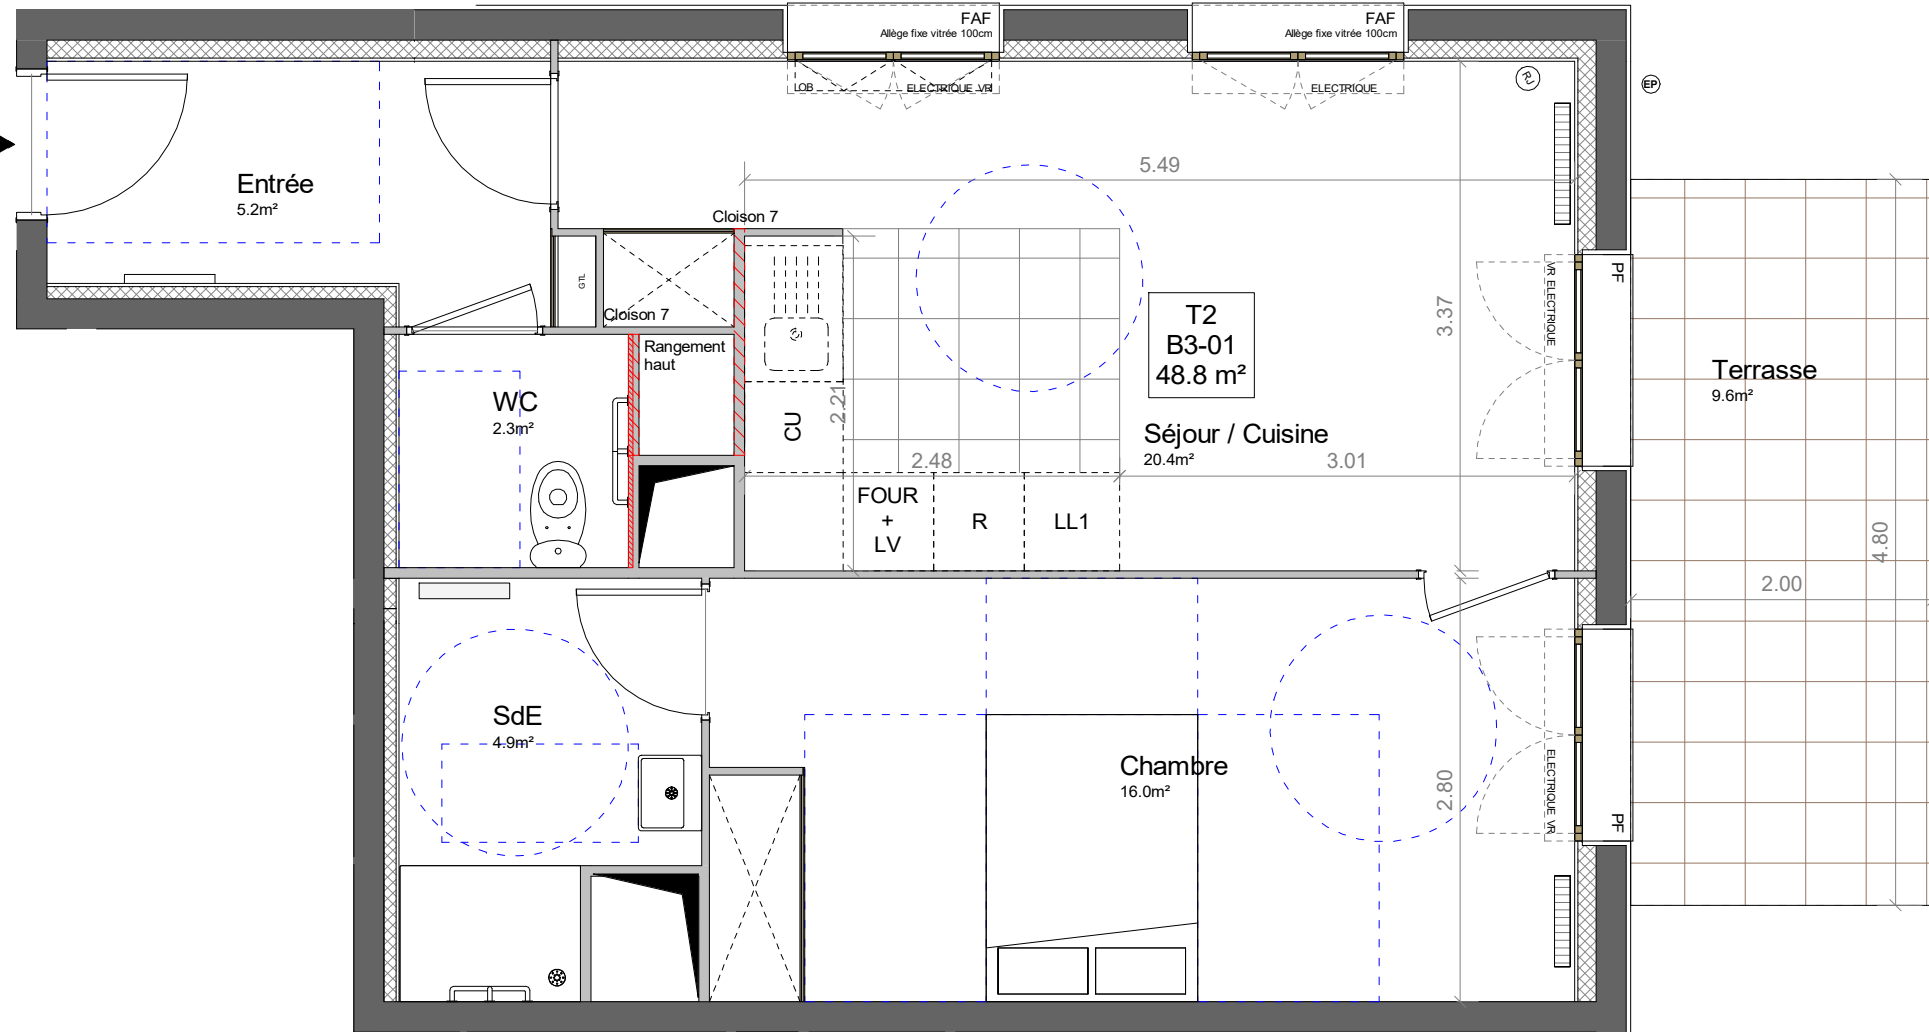 FAF
Allège fixe vitrée 100cm
FAF
Allège fixe vitrée 100cm
LOB
ELECTRIQUE VR
ELECTRIQUE
RJ
EP
Entrée
5.2m²
5.49
Cloison 7
GTL
Cloison 7
Rangement
haut
T2
B3-01
48.8 m²
3.37
VR ELECTRIQUE
PF
Terrasse
9.6m²
WC
2.3m²
CU
2.21
Séjour / Cuisine
20.4m²
2.48
3.01
FOUR
+
LV
R
LL1
4.80
2.00
SdE
4.9m²
Chambre
16.0m²
2.80
ELECTRIQUE VR
PF